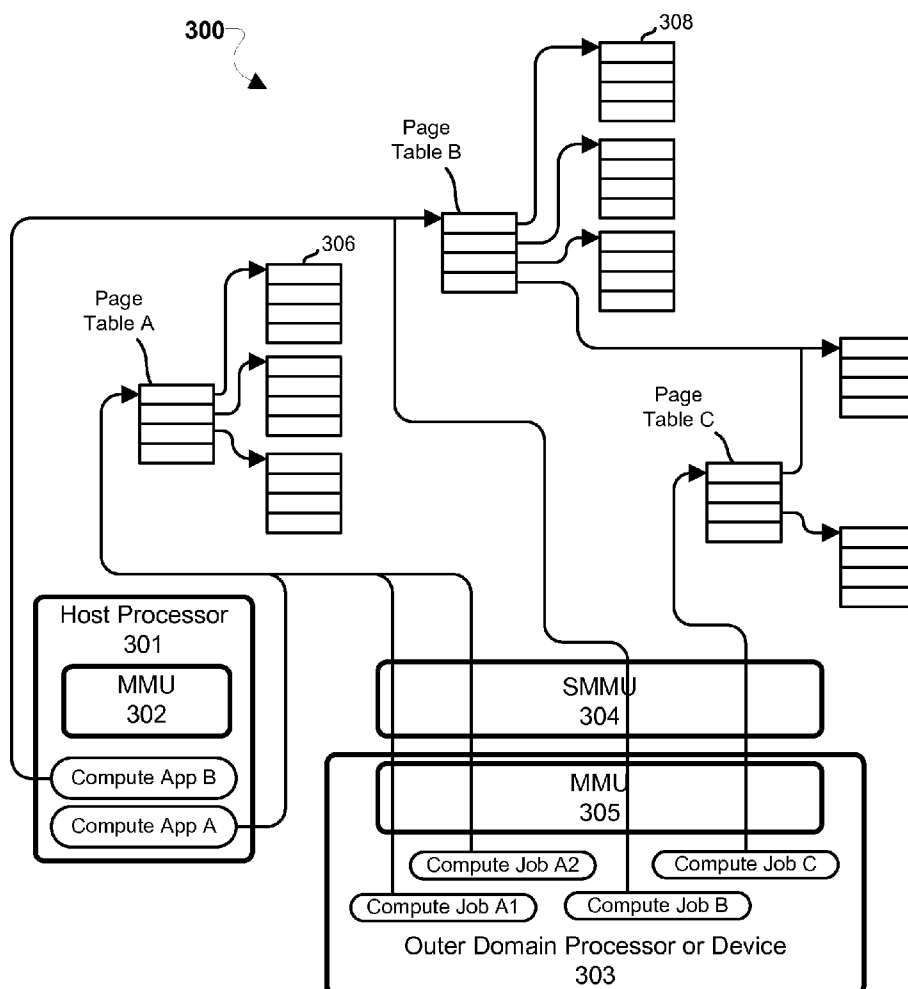 300
308
Page
Table B
306
Page
Table A
Page
Table C
Host Processor
301
MMU
302
SMMU
304
Compute App B
MMU
305
Compute App A
Compute Job A2
Compute Job C
Compute Job A1
Compute Job B
Outer Domain Processor or Device
303